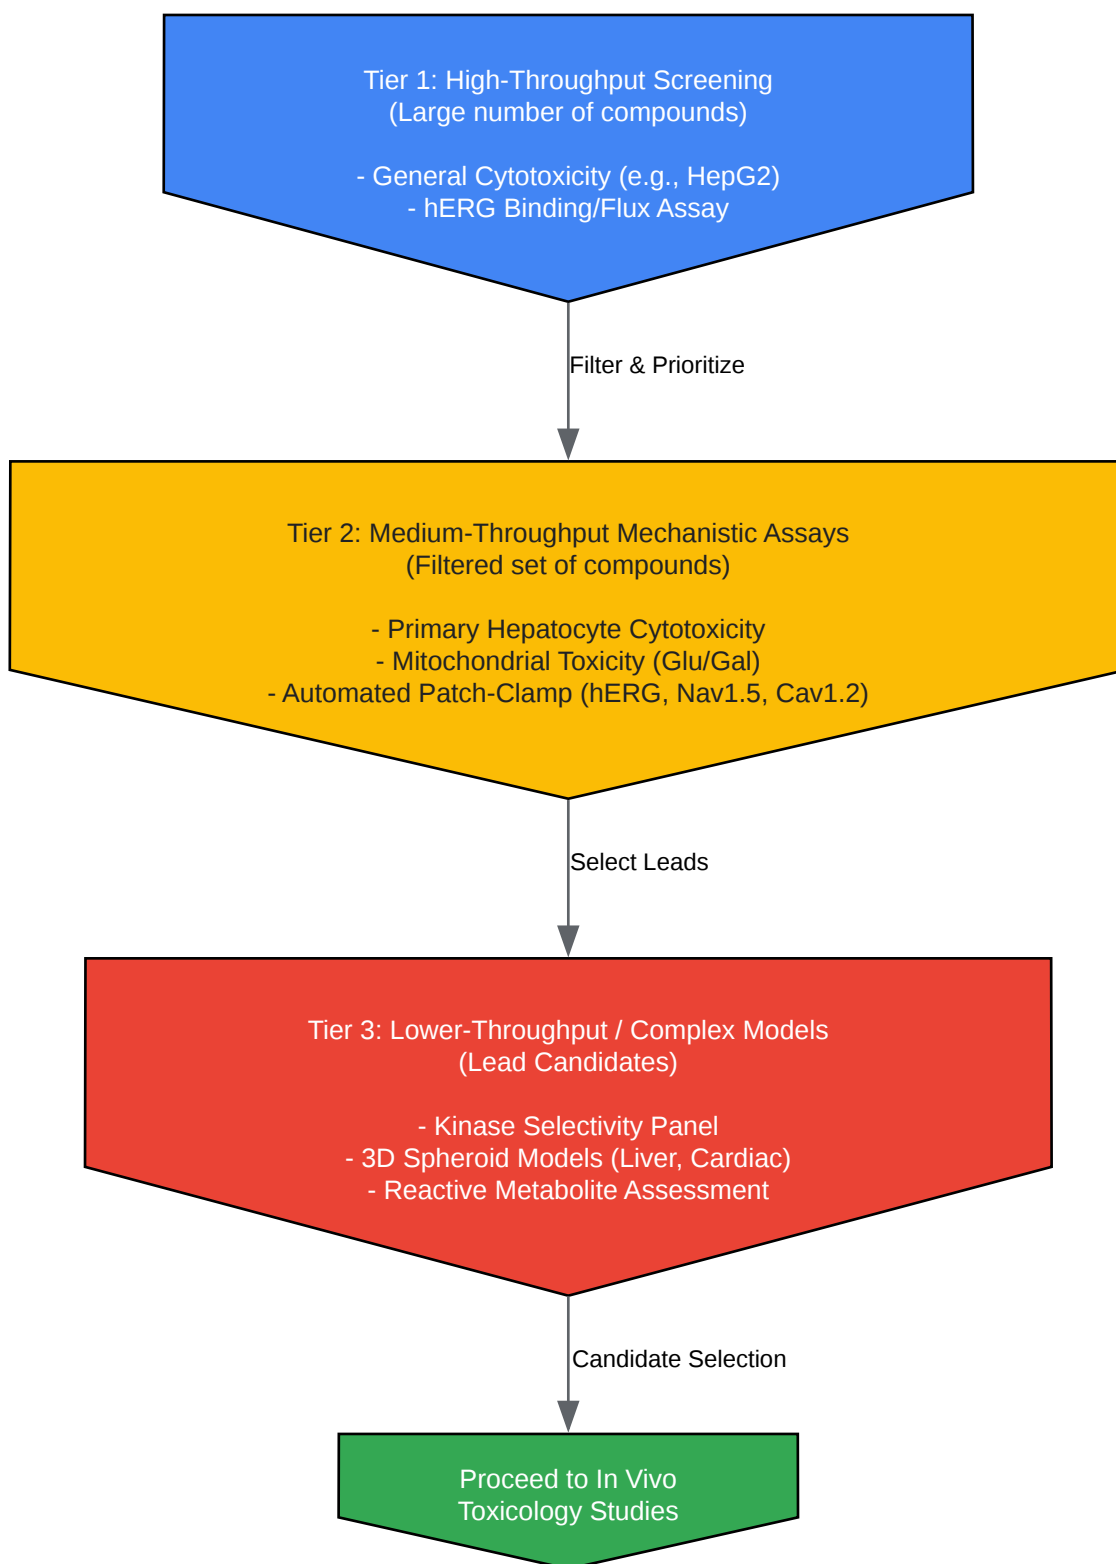 Tier 1: High-Throughput Screening
(Large number of compounds)
- General Cytotoxicity (e.g., HepG2)
- hERG Binding/Flux Assay
Filter & Prioritize
Tier 2: Medium-Throughput Mechanistic Assays
(Filtered set of compounds)
- Primary Hepatocyte Cytotoxicity
- Mitochondrial Toxicity (Glu/Gal)
- Automated Patch-Clamp (hERG, Nav1.5, Cav1.2)
Select Leads
Tier 3: Lower-Throughput / Complex Models
(Lead Candidates)
- Kinase Selectivity Panel
- 3D Spheroid Models (Liver, Cardiac)
- Reactive Metabolite Assessment
Candidate Selection
Proceed to In Vivo
Toxicology Studies